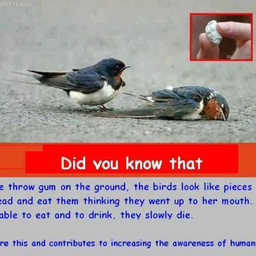 Did you know that
e throw gum on the ground, the birds look like pieces
ead and eat them thinking they went up to her mouth.
able to eat and to drink, they slowly die.
re this and contributes to increasing the awareness of human